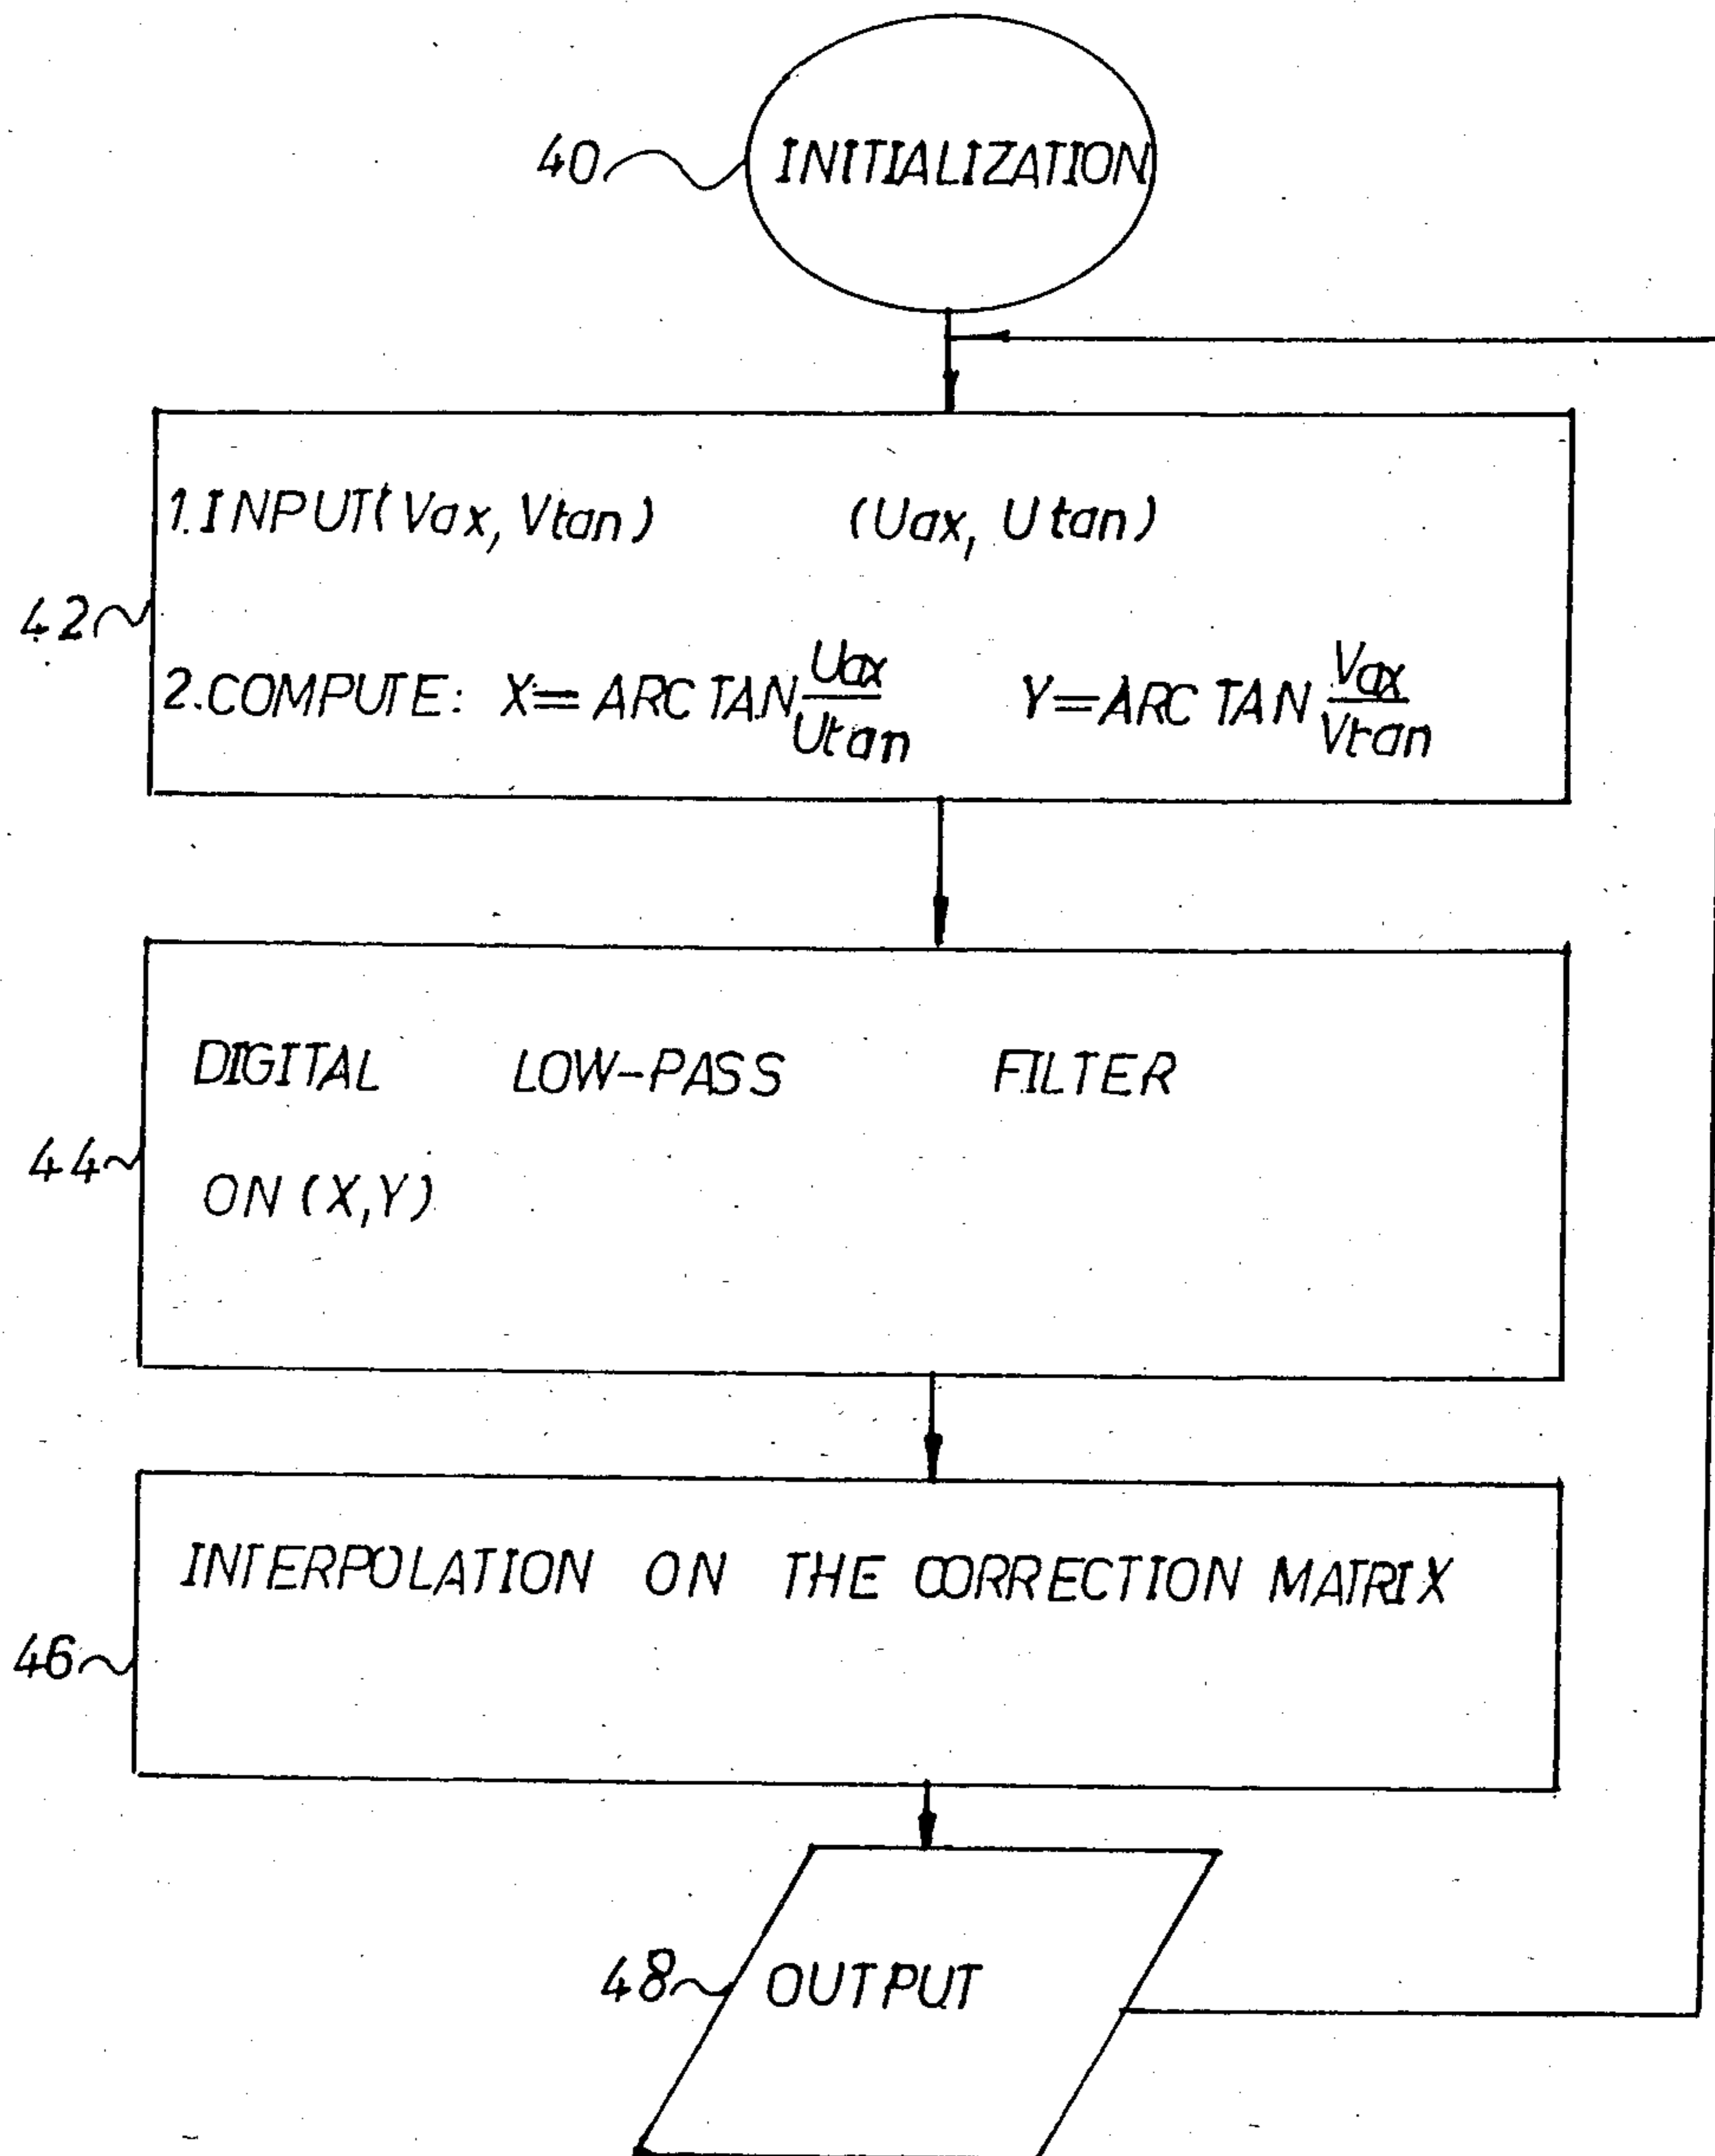 40 INITIALIZATION
1. INPUT (Vax, Vtan) (Uax, Utan)
42
2. COMPUTE: X = ARC TAN Uax/Utan Y = ARC TAN Vax/Vtan
DIGITAL LOW-PASS FILTER
44
ON (X,Y)
INTERPOLATION ON THE CORRECTION MATRIX
46
48 OUTPUT